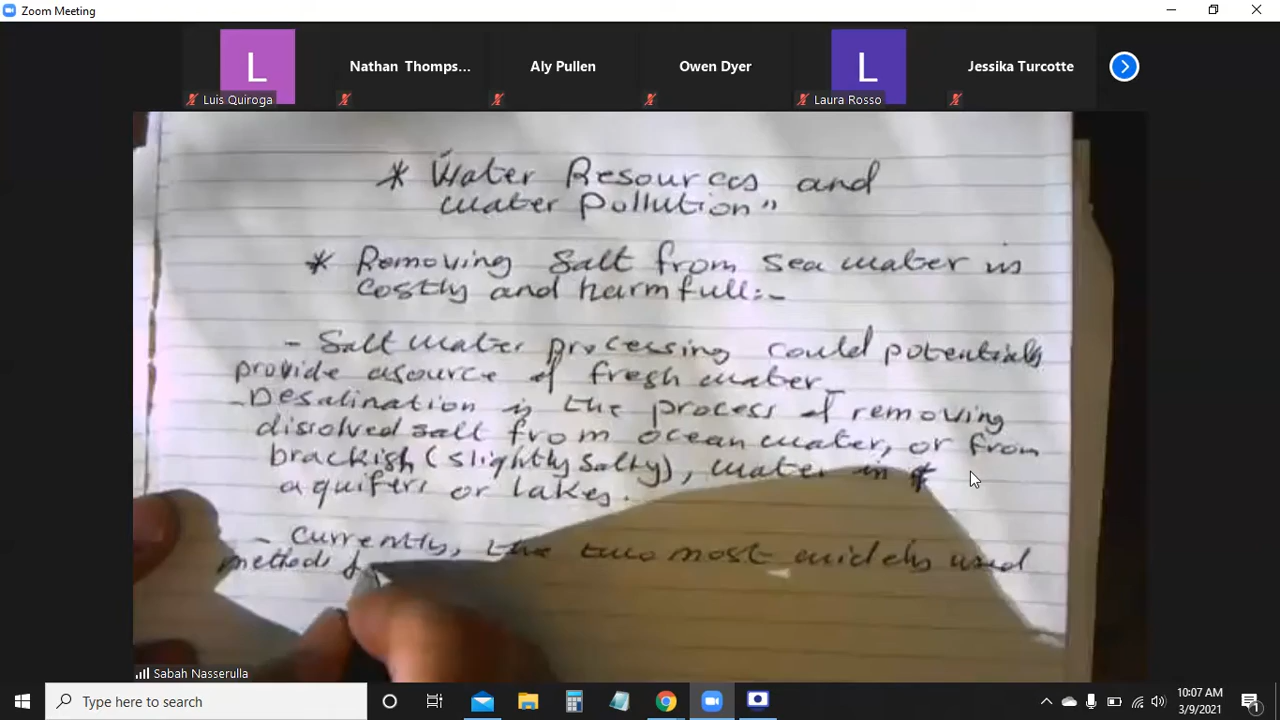 Zoom Meeting
L
Luis Quiroga
Nathan Thomps...
Aly Pullen
Owen Dyer
L
Laura Rosso
Jessika Turcotte
* "Water Resources and
water Pollution"
* Removing Salt from sea water is
costly and harmfull:-
- Salt water processing could potentially
provide a source of fresh water_
- Desalination is the process of removing
dissolved salt from ocean water, or from
brackish (slightly salty), water in
aquifers or lakes.
- Currently, the two most widely used
methods f
Sabah Nasserulla
Type here to search
10:07 AM
3/9/2021
1